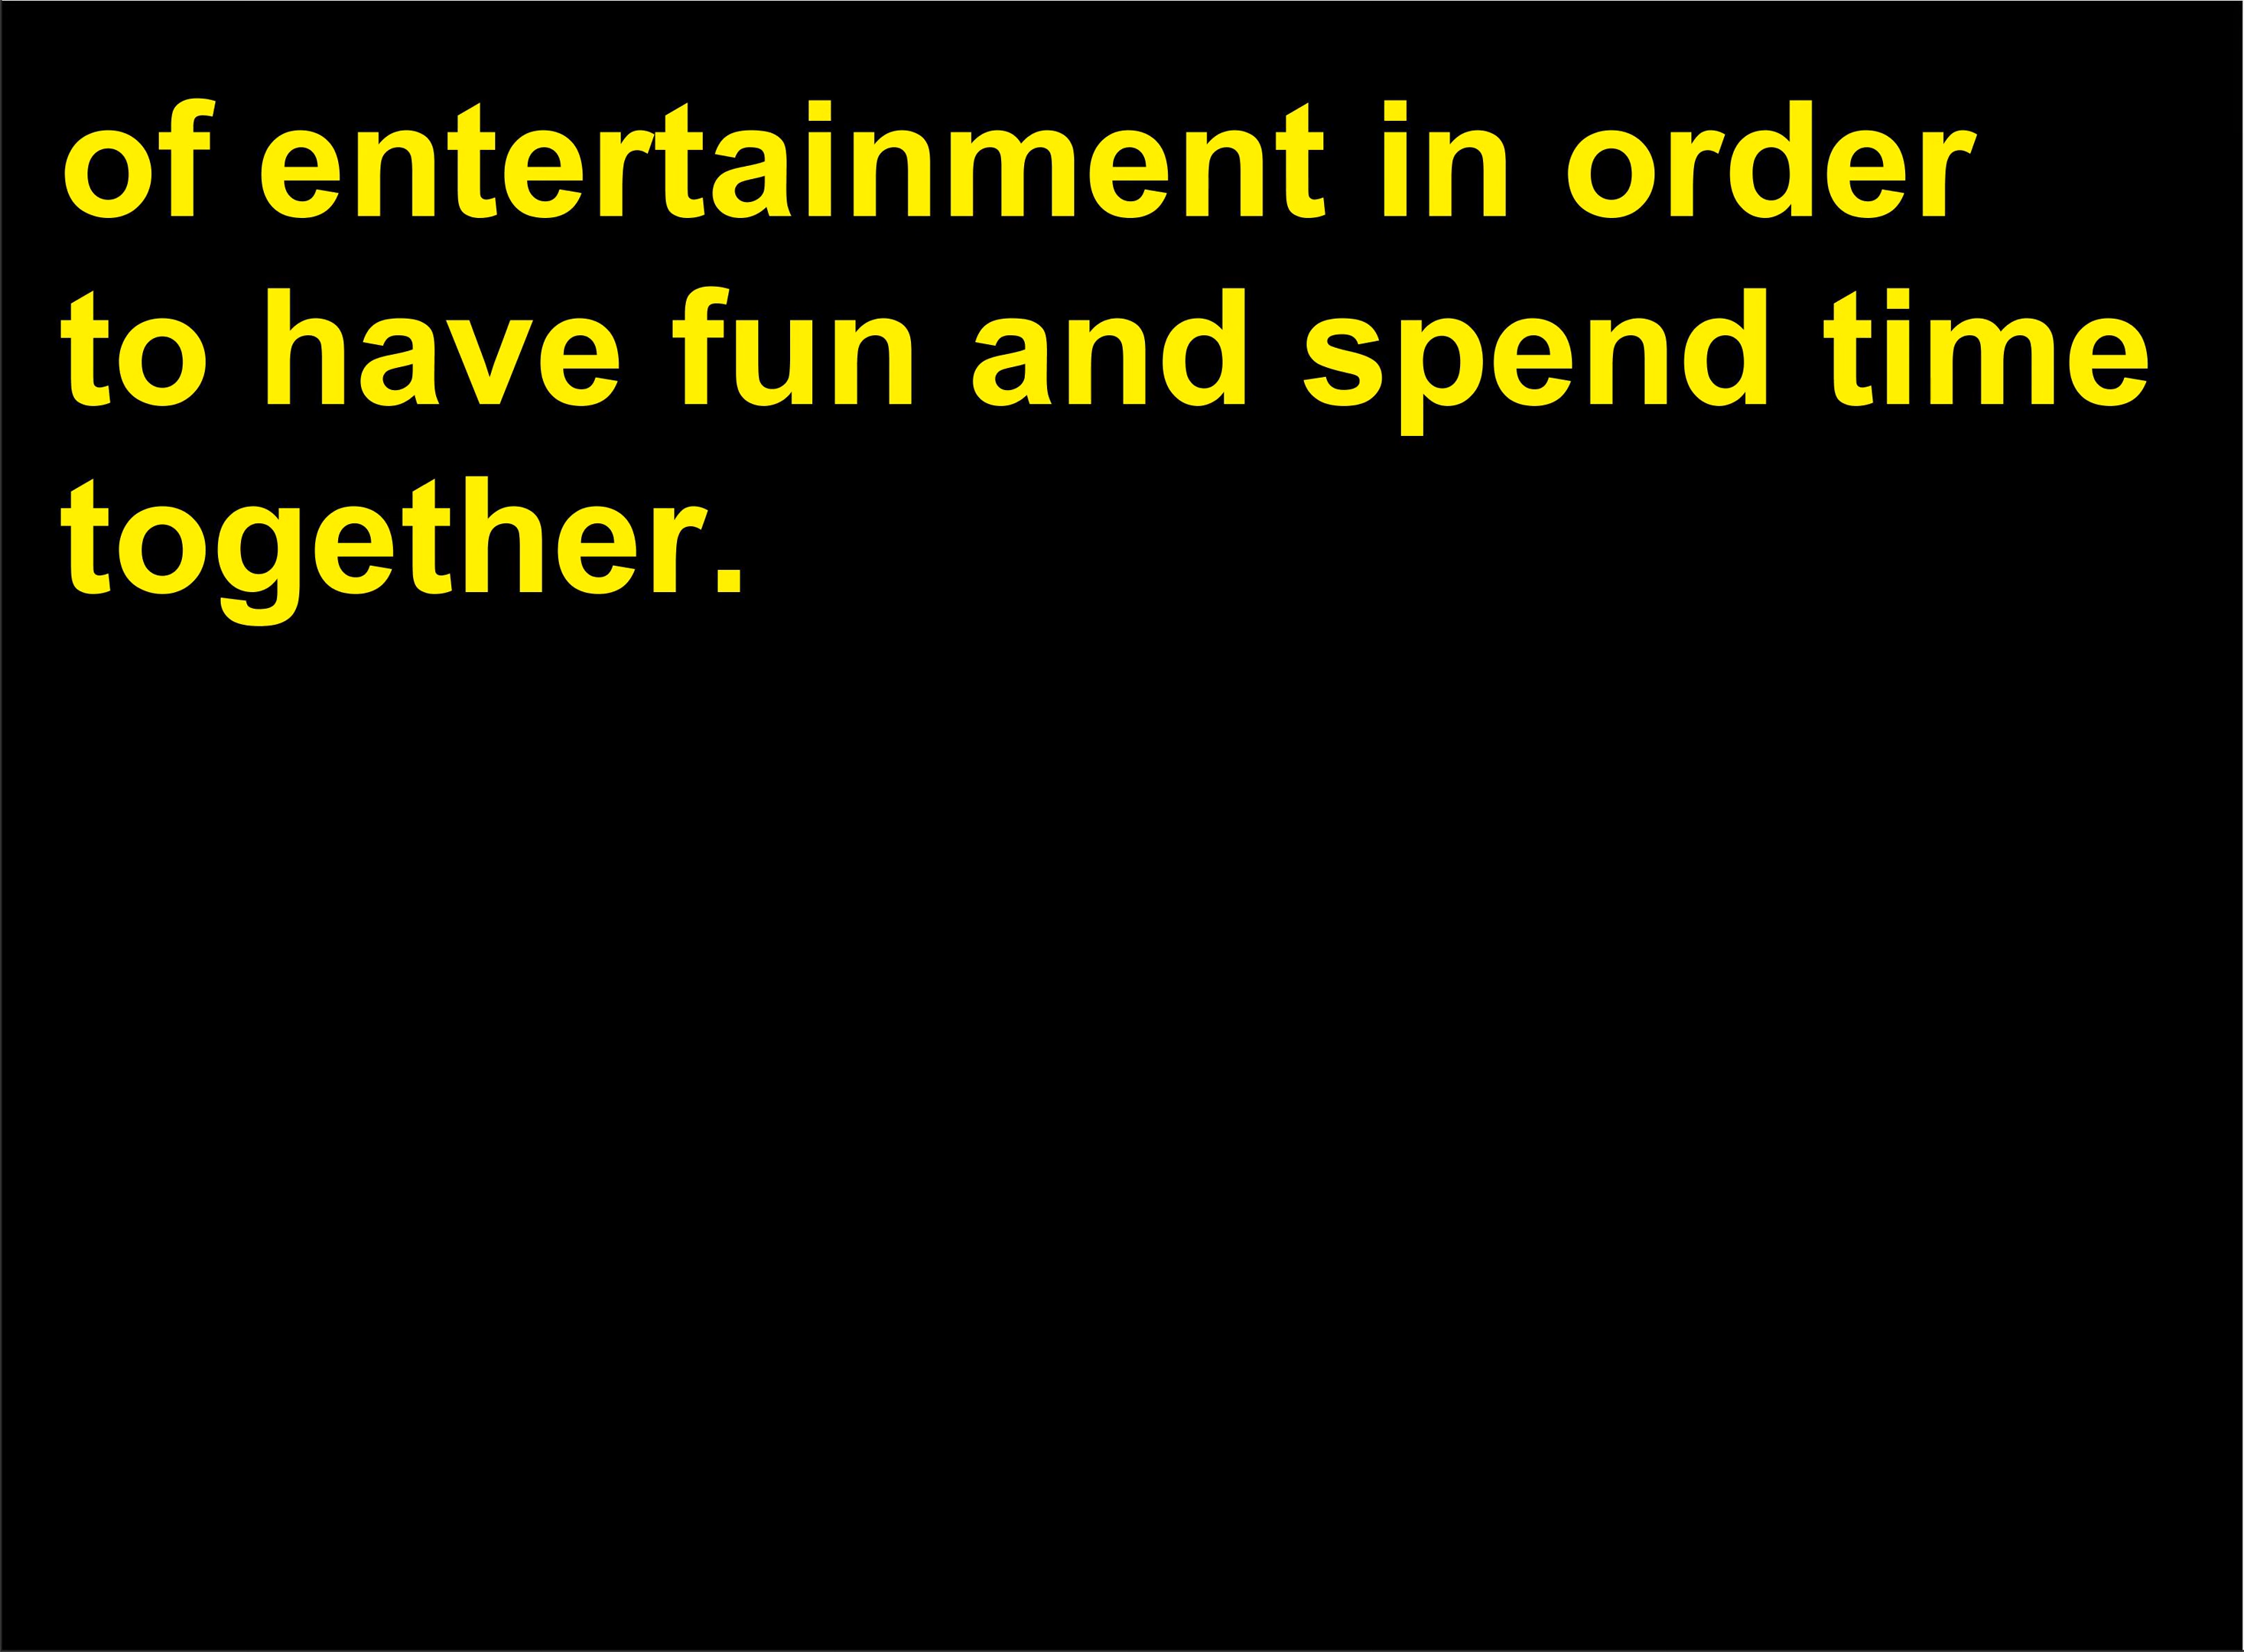 of entertainment in order
to have fun and spend time
together.